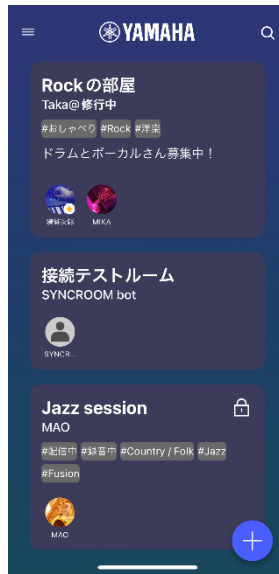 YAMAHA
Rockの部屋
Taka@修行中
#おしゃべり #Rock #洋楽
ドラムとボーカルさん募集中！
MIKA
接続テストルーム
SYNCROOM bot
SYNCR...
Jazz session
MAO
#配信中 #録音中 #Country / Folk #Jazz
#Fusion
MAO